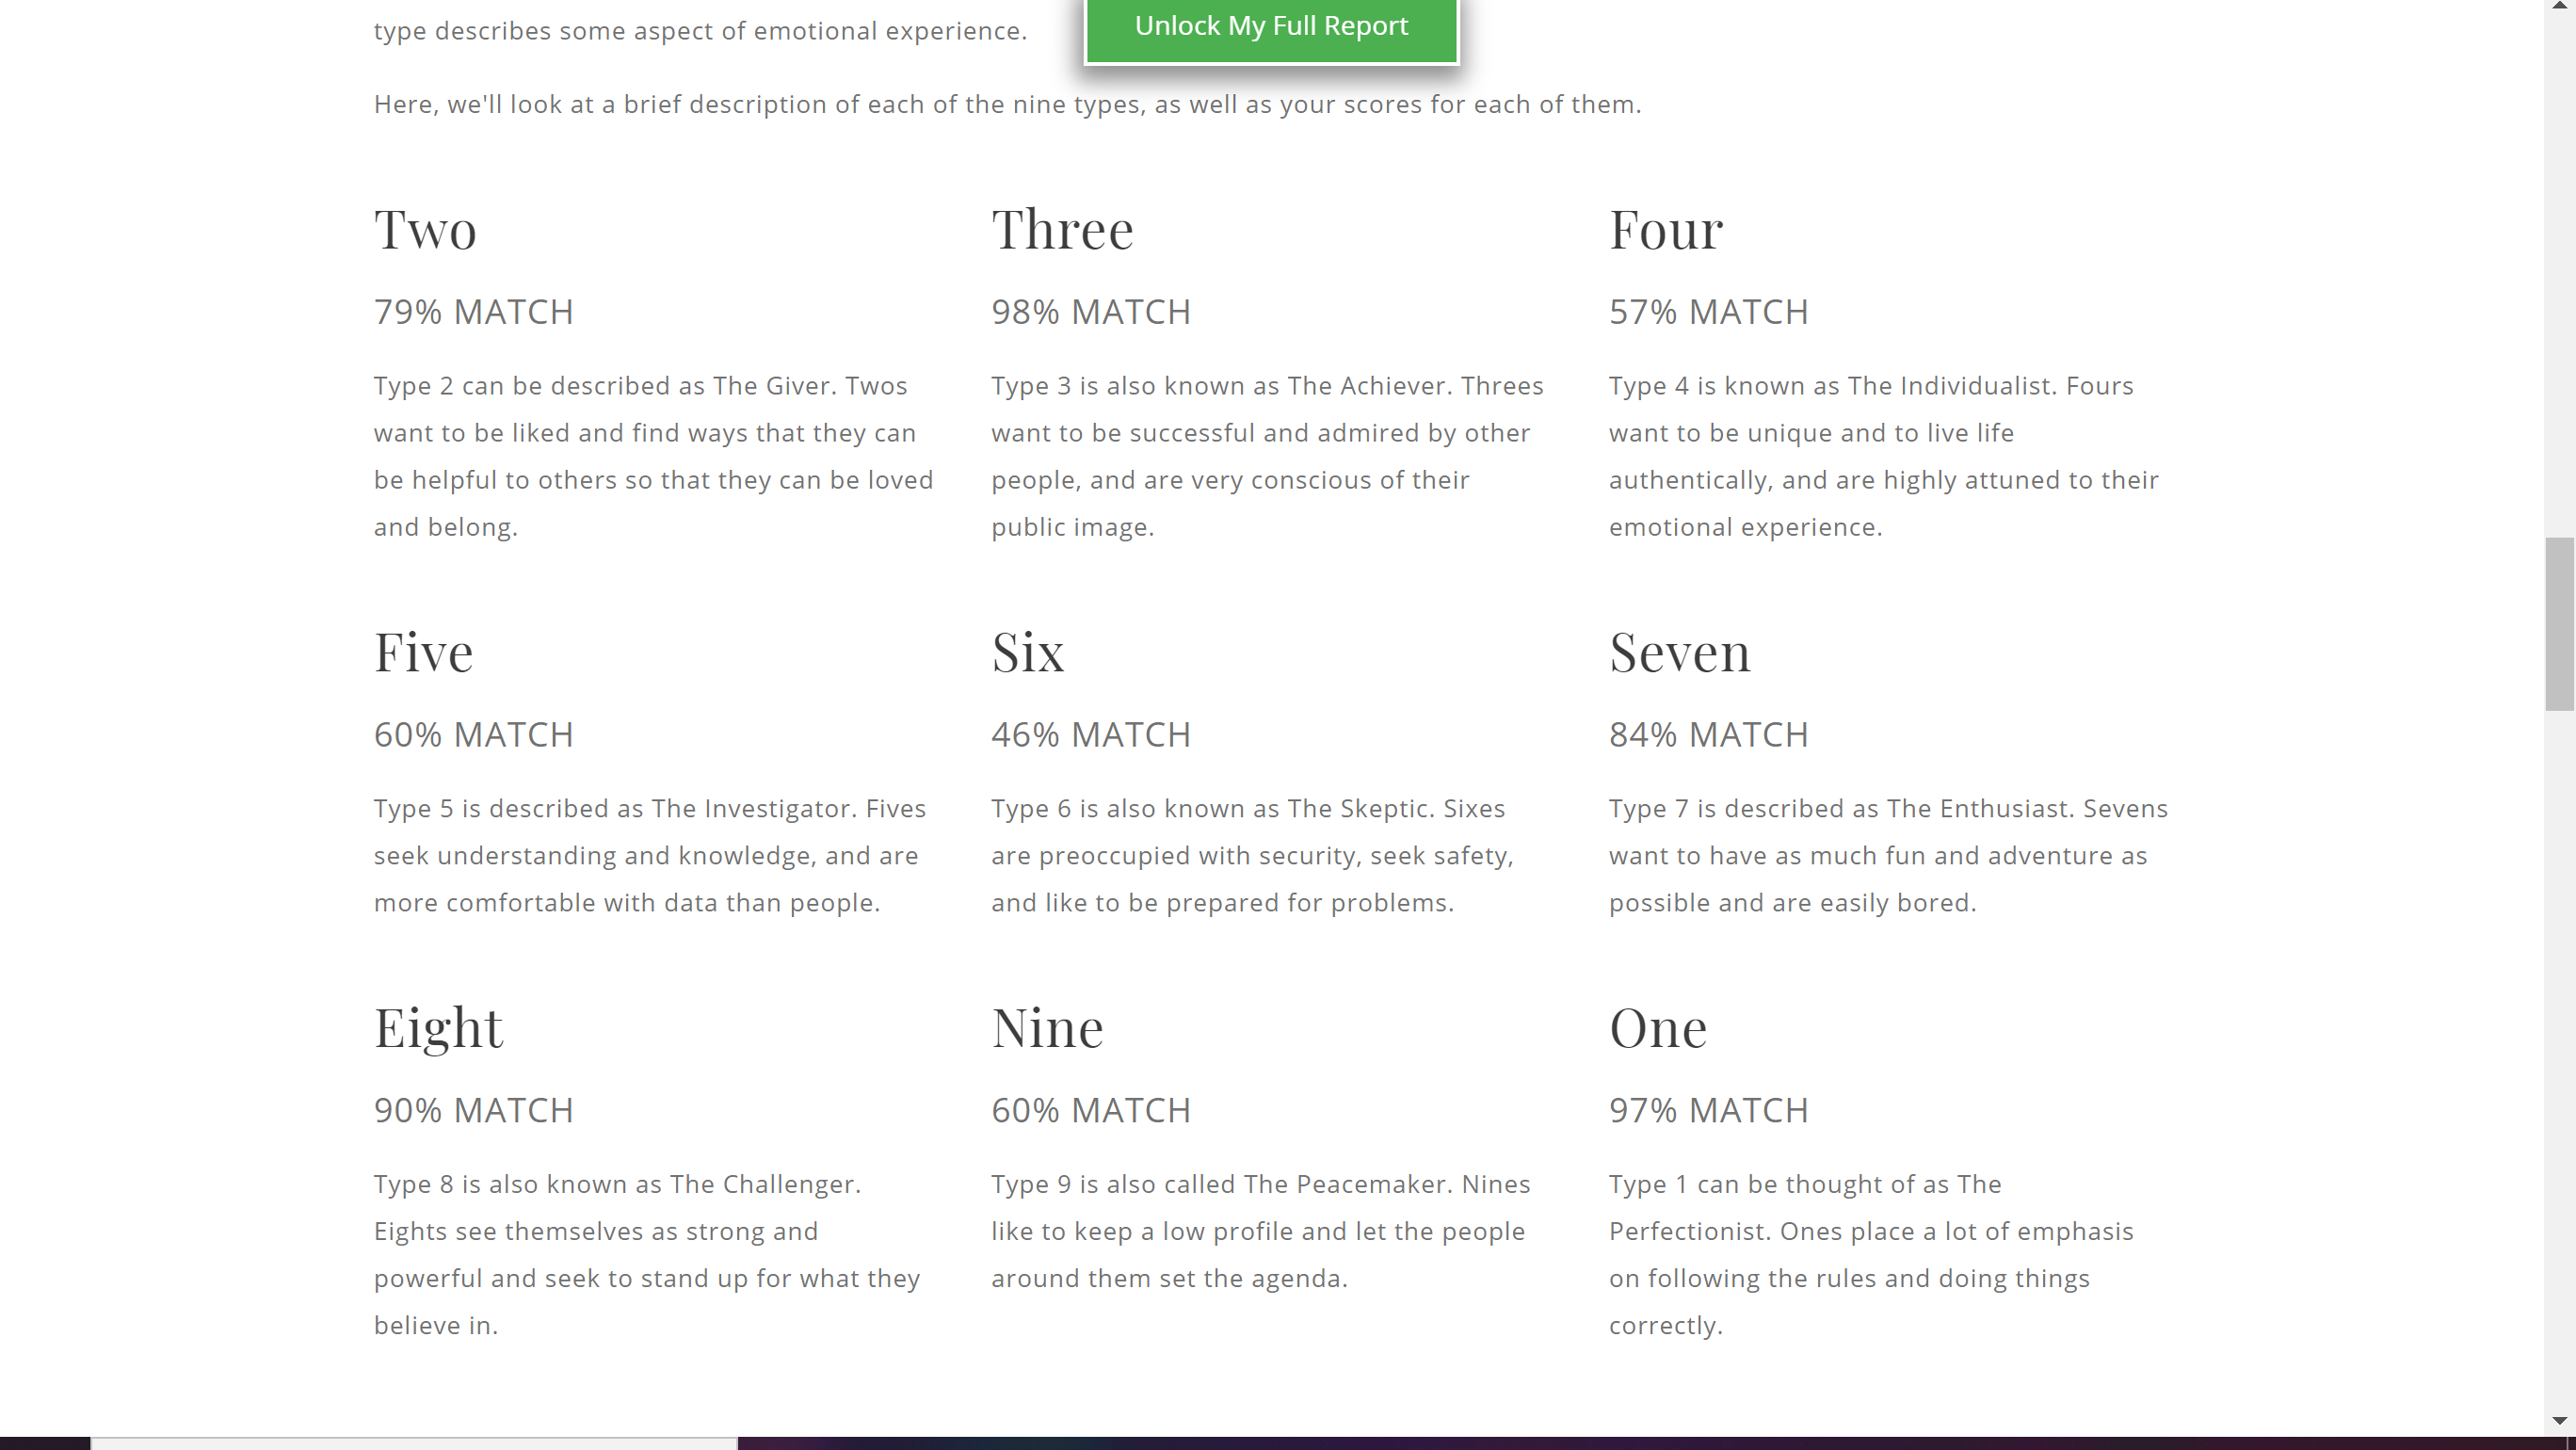 type describes some aspect of emotional experience.
Unlock My Full Report
Here, we'll look at a brief description of each of the nine types, as well as your scores for each of them.
Two
79% MATCH
Type 2 can be described as The Giver. Twos
want to be liked and find ways that they can
be helpful to others so that they can be loved
and belong.
Three
98% MATCH
Type 3 is also known as The Achiever. Threes
want to be successful and admired by other
people, and are very conscious of their
public image.
Four
57% MATCH
Type 4 is known as The Individualist. Fours
want to be unique and to live life
authentically, and are highly attuned to their
emotional experience.
Five
60% MATCH
Type 5 is described as The Investigator. Fives
seek understanding and knowledge, and are
more comfortable with data than people.
Six
46% MATCH
Type 6 is also known as The Skeptic. Sixes
are preoccupied with security, seek safety,
and like to be prepared for problems.
Seven
84% MATCH
Type 7 is described as The Enthusiast. Sevens
want to have as much fun and adventure as
possible and are easily bored.
Eight
90% MATCH
Type 8 is also known as The Challenger.
Eights see themselves as strong and
powerful and seek to stand up for what they
believe in.
Nine
60% MATCH
Type 9 is also called The Peacemaker. Nines
like to keep a low profile and let the people
around them set the agenda.
One
97% MATCH
Type 1 can be thought of as The
Perfectionist. Ones place a lot of emphasis
on following the rules and doing things
correctly.